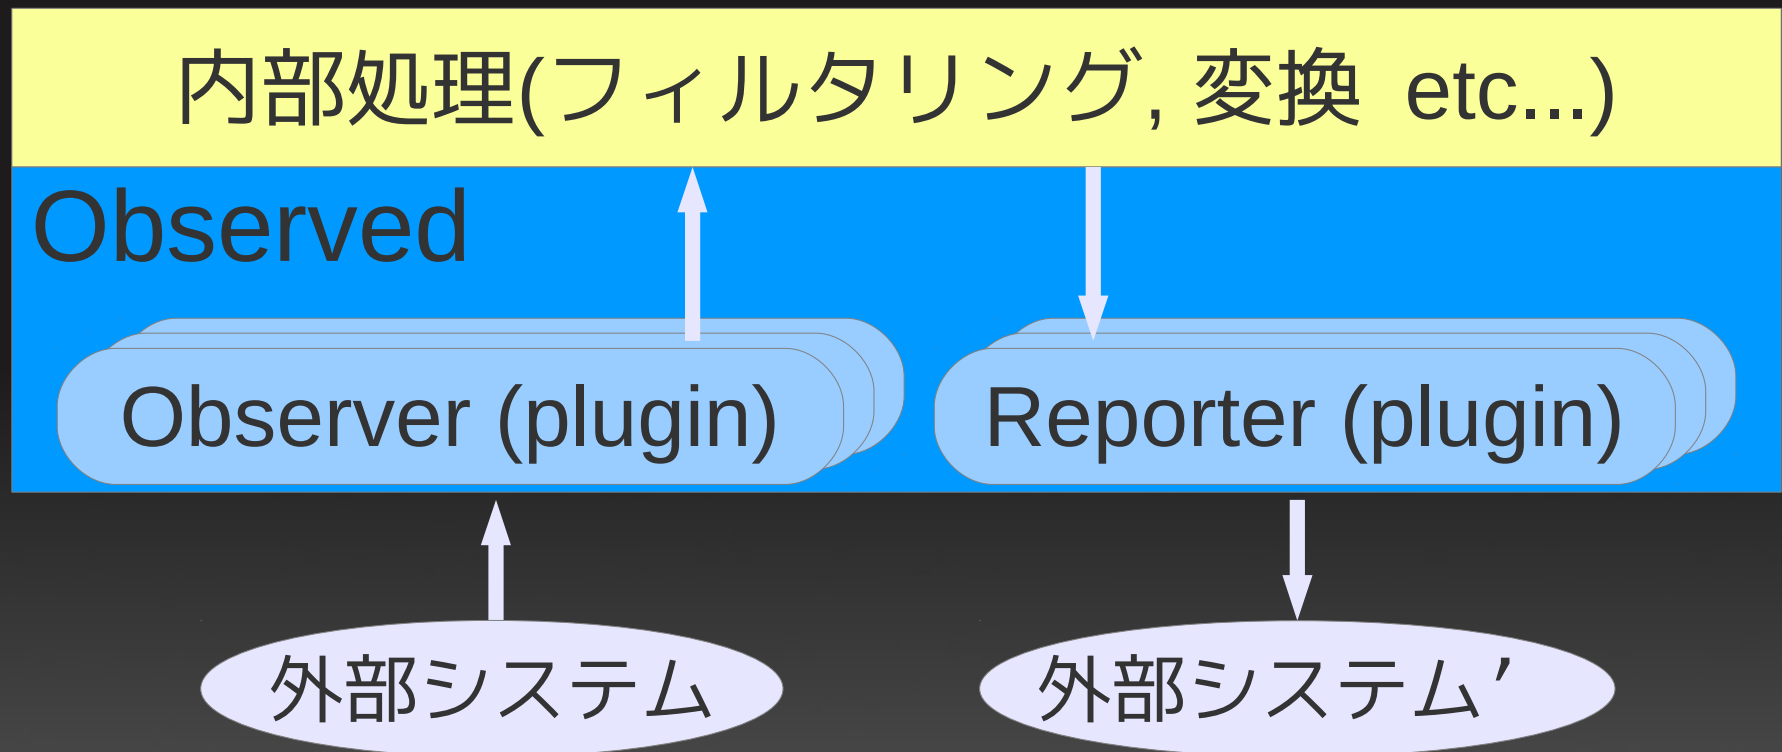 内部処理(フィルタリング, 変換 etc...)
Observed
Observer (plugin)
Reporter (plugin)
外部システム
外部システム’